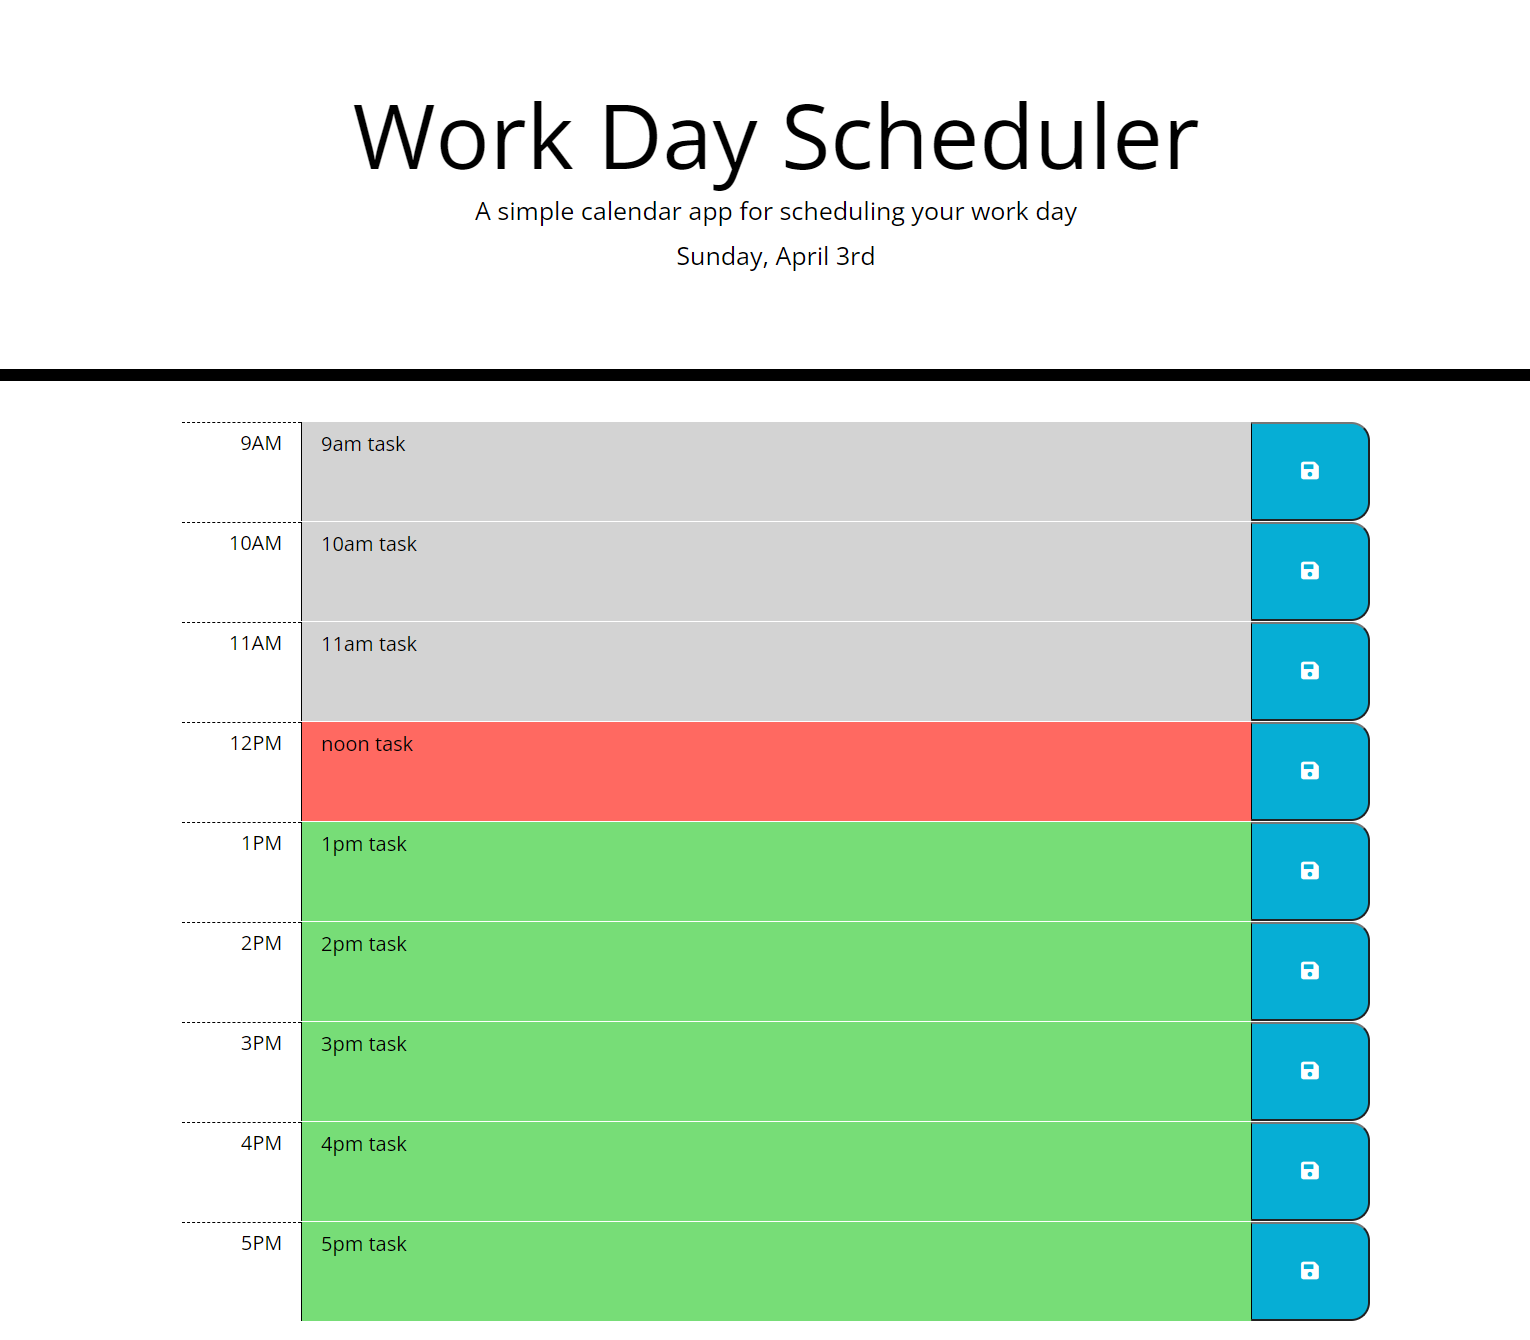 Work Day Scheduler
A simple calendar app for scheduling your work day
Sunday, April 3rd
9AM 9am task
10AM 10am task
11AM 11am task
12PM noon task
1PM 1pm task
2PM 2pm task
3PM 3pm task
4PM 4pm task
5PM 5pm task